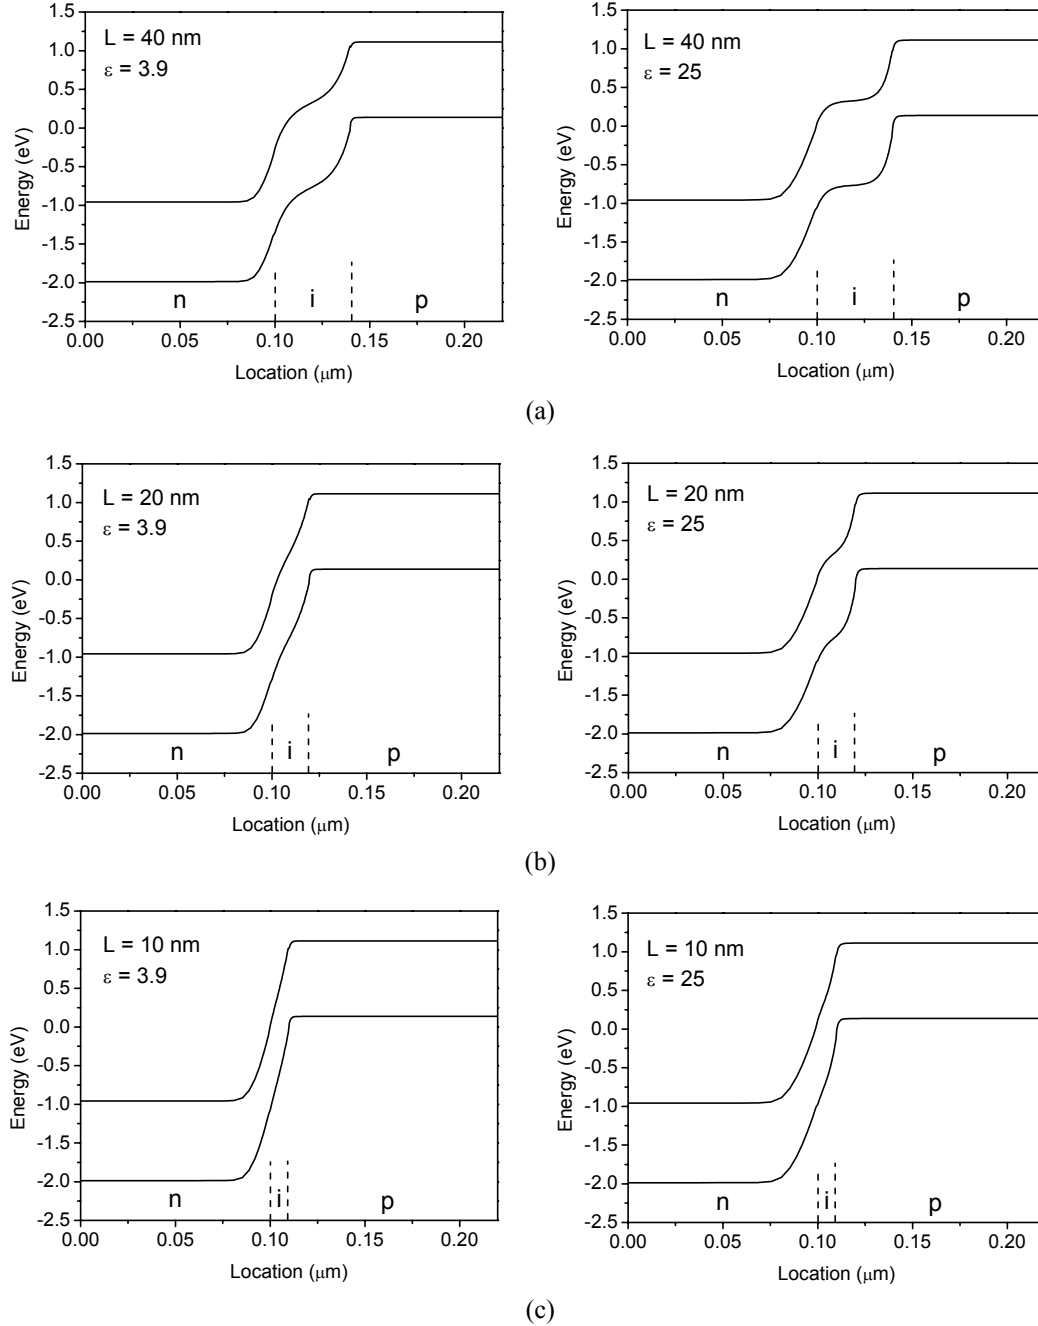 L = 40 nm
ε = 3.9
1.5
1.0
0.5
0.0
-0.5
-1.0
-1.5
-2.0
-2.5
Energy (eV)
n i p
0.00 0.05 0.10 0.15 0.20
Location (μm)
L = 40 nm
ε = 25
1.5
1.0
0.5
0.0
-0.5
-1.0
-1.5
-2.0
-2.5
Energy (eV)
n i p
0.00 0.05 0.10 0.15 0.20
Location (μm)
(a)
L = 20 nm
ε = 3.9
1.5
1.0
0.5
0.0
-0.5
-1.0
-1.5
-2.0
-2.5
Energy (eV)
n i p
0.00 0.05 0.10 0.15 0.20
Location (μm)
L = 20 nm
ε = 25
1.5
1.0
0.5
0.0
-0.5
-1.0
-1.5
-2.0
-2.5
Energy (eV)
n i p
0.00 0.05 0.10 0.15 0.20
Location (μm)
(b)
L = 10 nm
ε = 3.9
1.5
1.0
0.5
0.0
-0.5
-1.0
-1.5
-2.0
-2.5
Energy (eV)
n i p
0.00 0.05 0.10 0.15 0.20
Location (μm)
L = 10 nm
ε = 25
1.5
1.0
0.5
0.0
-0.5
-1.0
-1.5
-2.0
-2.5
Energy (eV)
n i p
0.00 0.05 0.10 0.15 0.20
Location (μm)
(c)